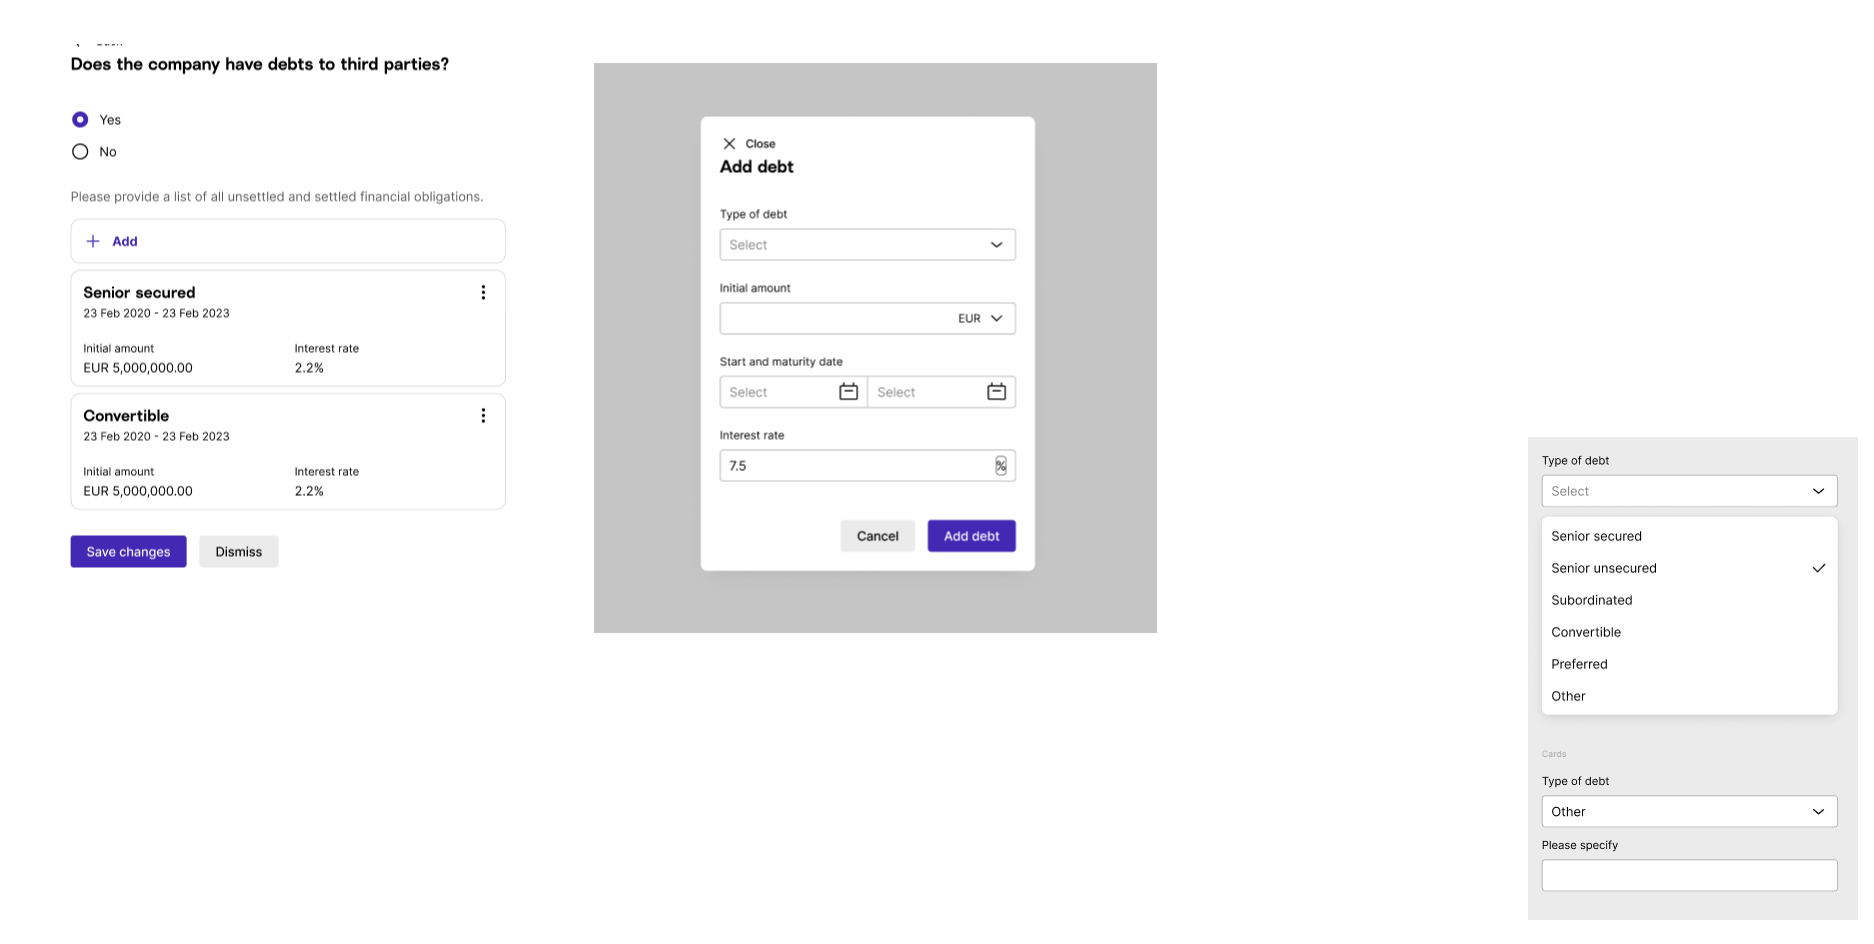 Does the company have debts to third parties?
Yes
No
Please provide a list of all unsettled and settled financial obligations.
Add
Senior secured
23 Feb 2020 - 23 Feb 2023
Initial amount Interest rate
EUR 5,000,000.00 2.2%
Convertible
23 Feb 2020 - 23 Feb 2023
Initial amount Interest rate
EUR 5,000,000.00 2.2%
Save changes Dismiss
Close
Add debt
Type of debt
Select
Initial amount
EUR
Start and maturity date
Select Select
Interest rate
7.5 %
Cancel Add debt
Type of debt
Select
Senior secured
Senior unsecured
Subordinated
Convertible
Preferred
Other
Cards
Type of debt
Other
Please specify